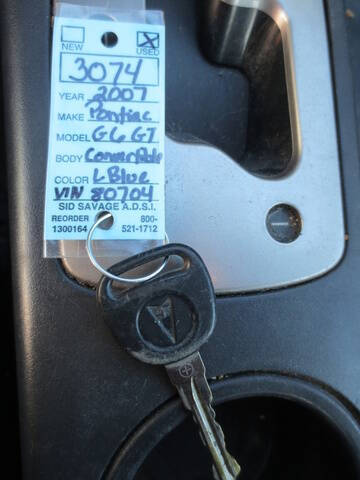 NEW USED
3074
YEAR 2007
MAKE Pontiac
MODEL G6 GT
BODY Convertible
COLOR L Blue
VIN 80704
SID SAVAGE A.D.S.I.
REORDER 800-
1300164 521-1712